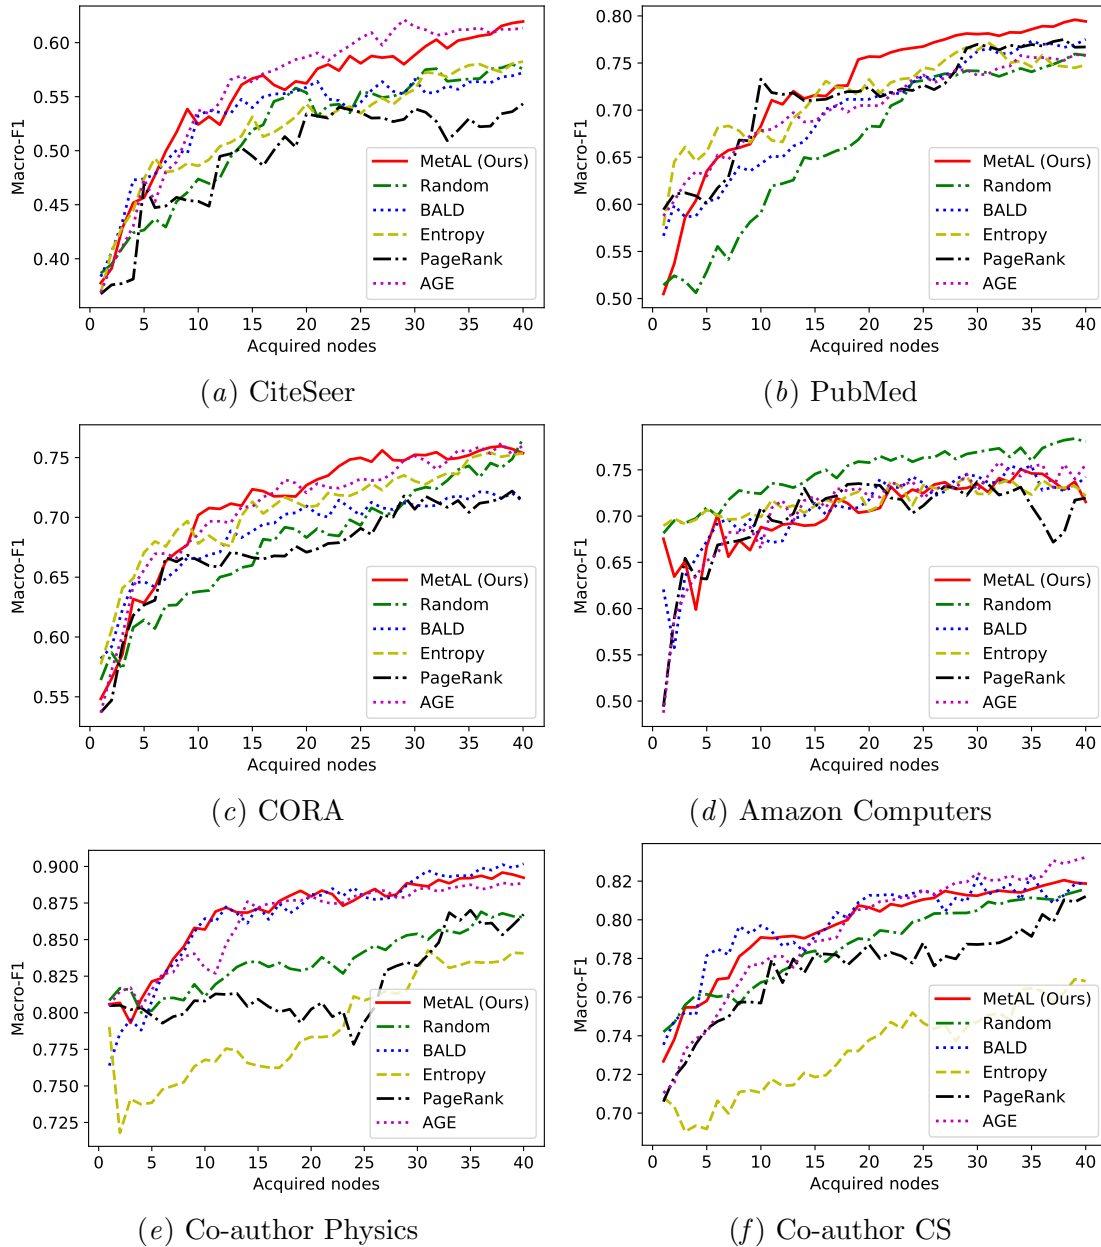 Macro-F1
0.60
0.55
0.50
0.45
0.40
MetAL (Ours)
Random
BALD
Entropy
PageRank
AGE
0 5 10 15 20 25 30 35 40
Acquired nodes
(a) CiteSeer
Macro-F1
0.80
0.75
0.70
0.65
0.60
0.55
0.50
MetAL (Ours)
Random
BALD
Entropy
PageRank
AGE
0 5 10 15 20 25 30 35 40
Acquired nodes
(b) PubMed
Macro-F1
0.75
0.70
0.65
0.60
0.55
MetAL (Ours)
Random
BALD
Entropy
PageRank
AGE
0 5 10 15 20 25 30 35 40
Acquired nodes
(c) CORA
Macro-F1
0.75
0.70
0.65
0.60
0.55
0.50
MetAL (Ours)
Random
BALD
Entropy
PageRank
AGE
0 5 10 15 20 25 30 35 40
Acquired nodes
(d) Amazon Computers
Macro-F1
0.900
0.875
0.850
0.825
0.800
0.775
0.750
0.725
MetAL (Ours)
Random
BALD
Entropy
PageRank
AGE
0 5 10 15 20 25 30 35 40
Acquired nodes
(e) Co-author Physics
Macro-F1
0.82
0.80
0.78
0.76
0.74
0.72
0.70
MetAL (Ours)
Random
BALD
Entropy
PageRank
AGE
0 5 10 15 20 25 30 35 40
Acquired nodes
(f) Co-author CS